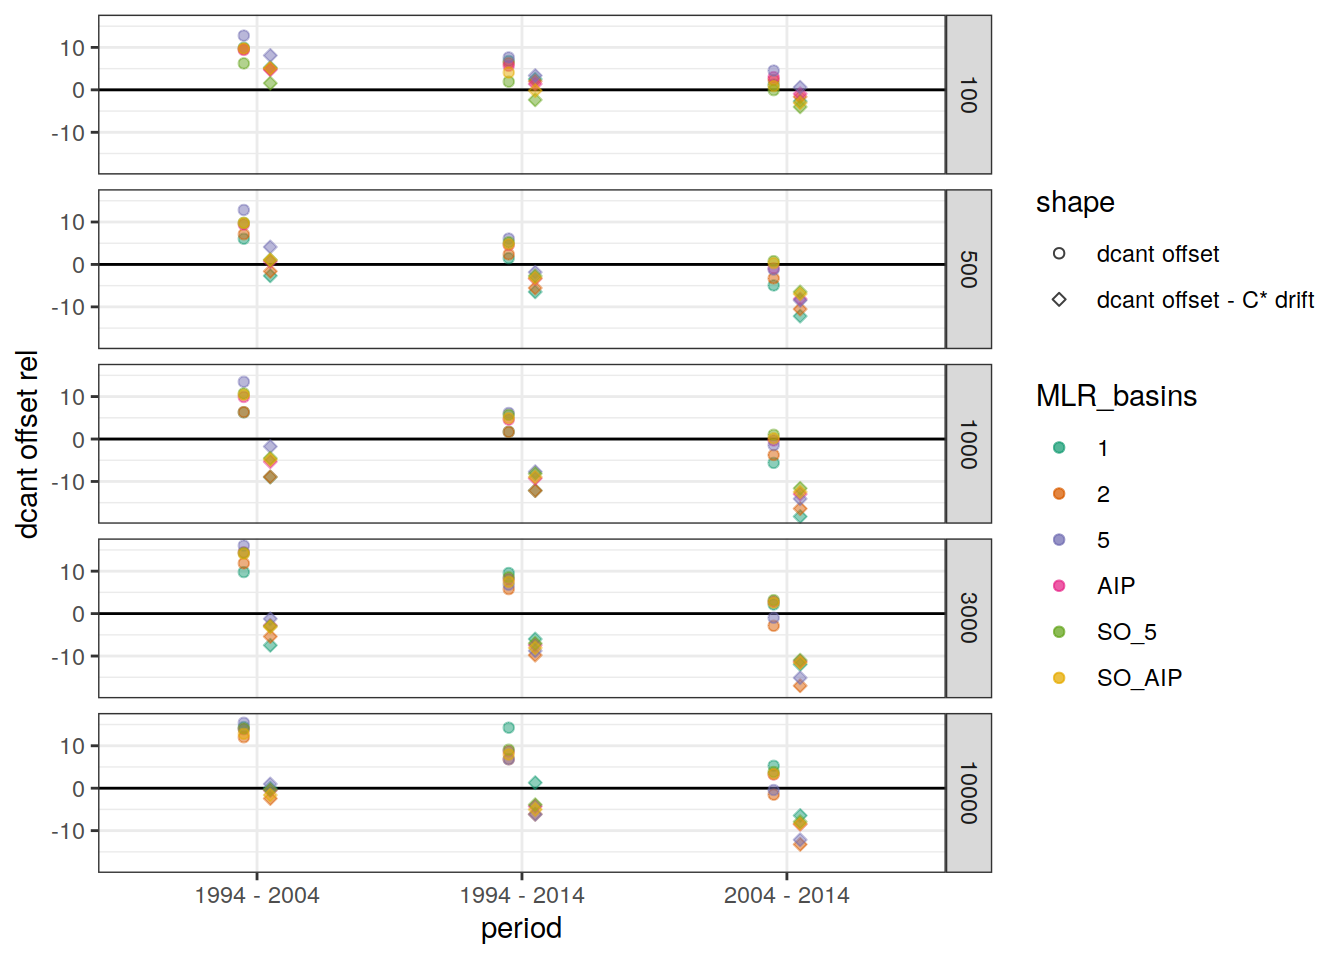 10
0
-10
100
10
0
-10
500
10
0
-10
1000
10
0
-10
3000
10
0
-10
10000
dcant offset rel
1994 - 2004
1994 - 2014
2004 - 2014
period
shape
dcant offset
dcant offset - C* drift
MLR_basins
1
2
5
AIP
SO_5
SO_AIP